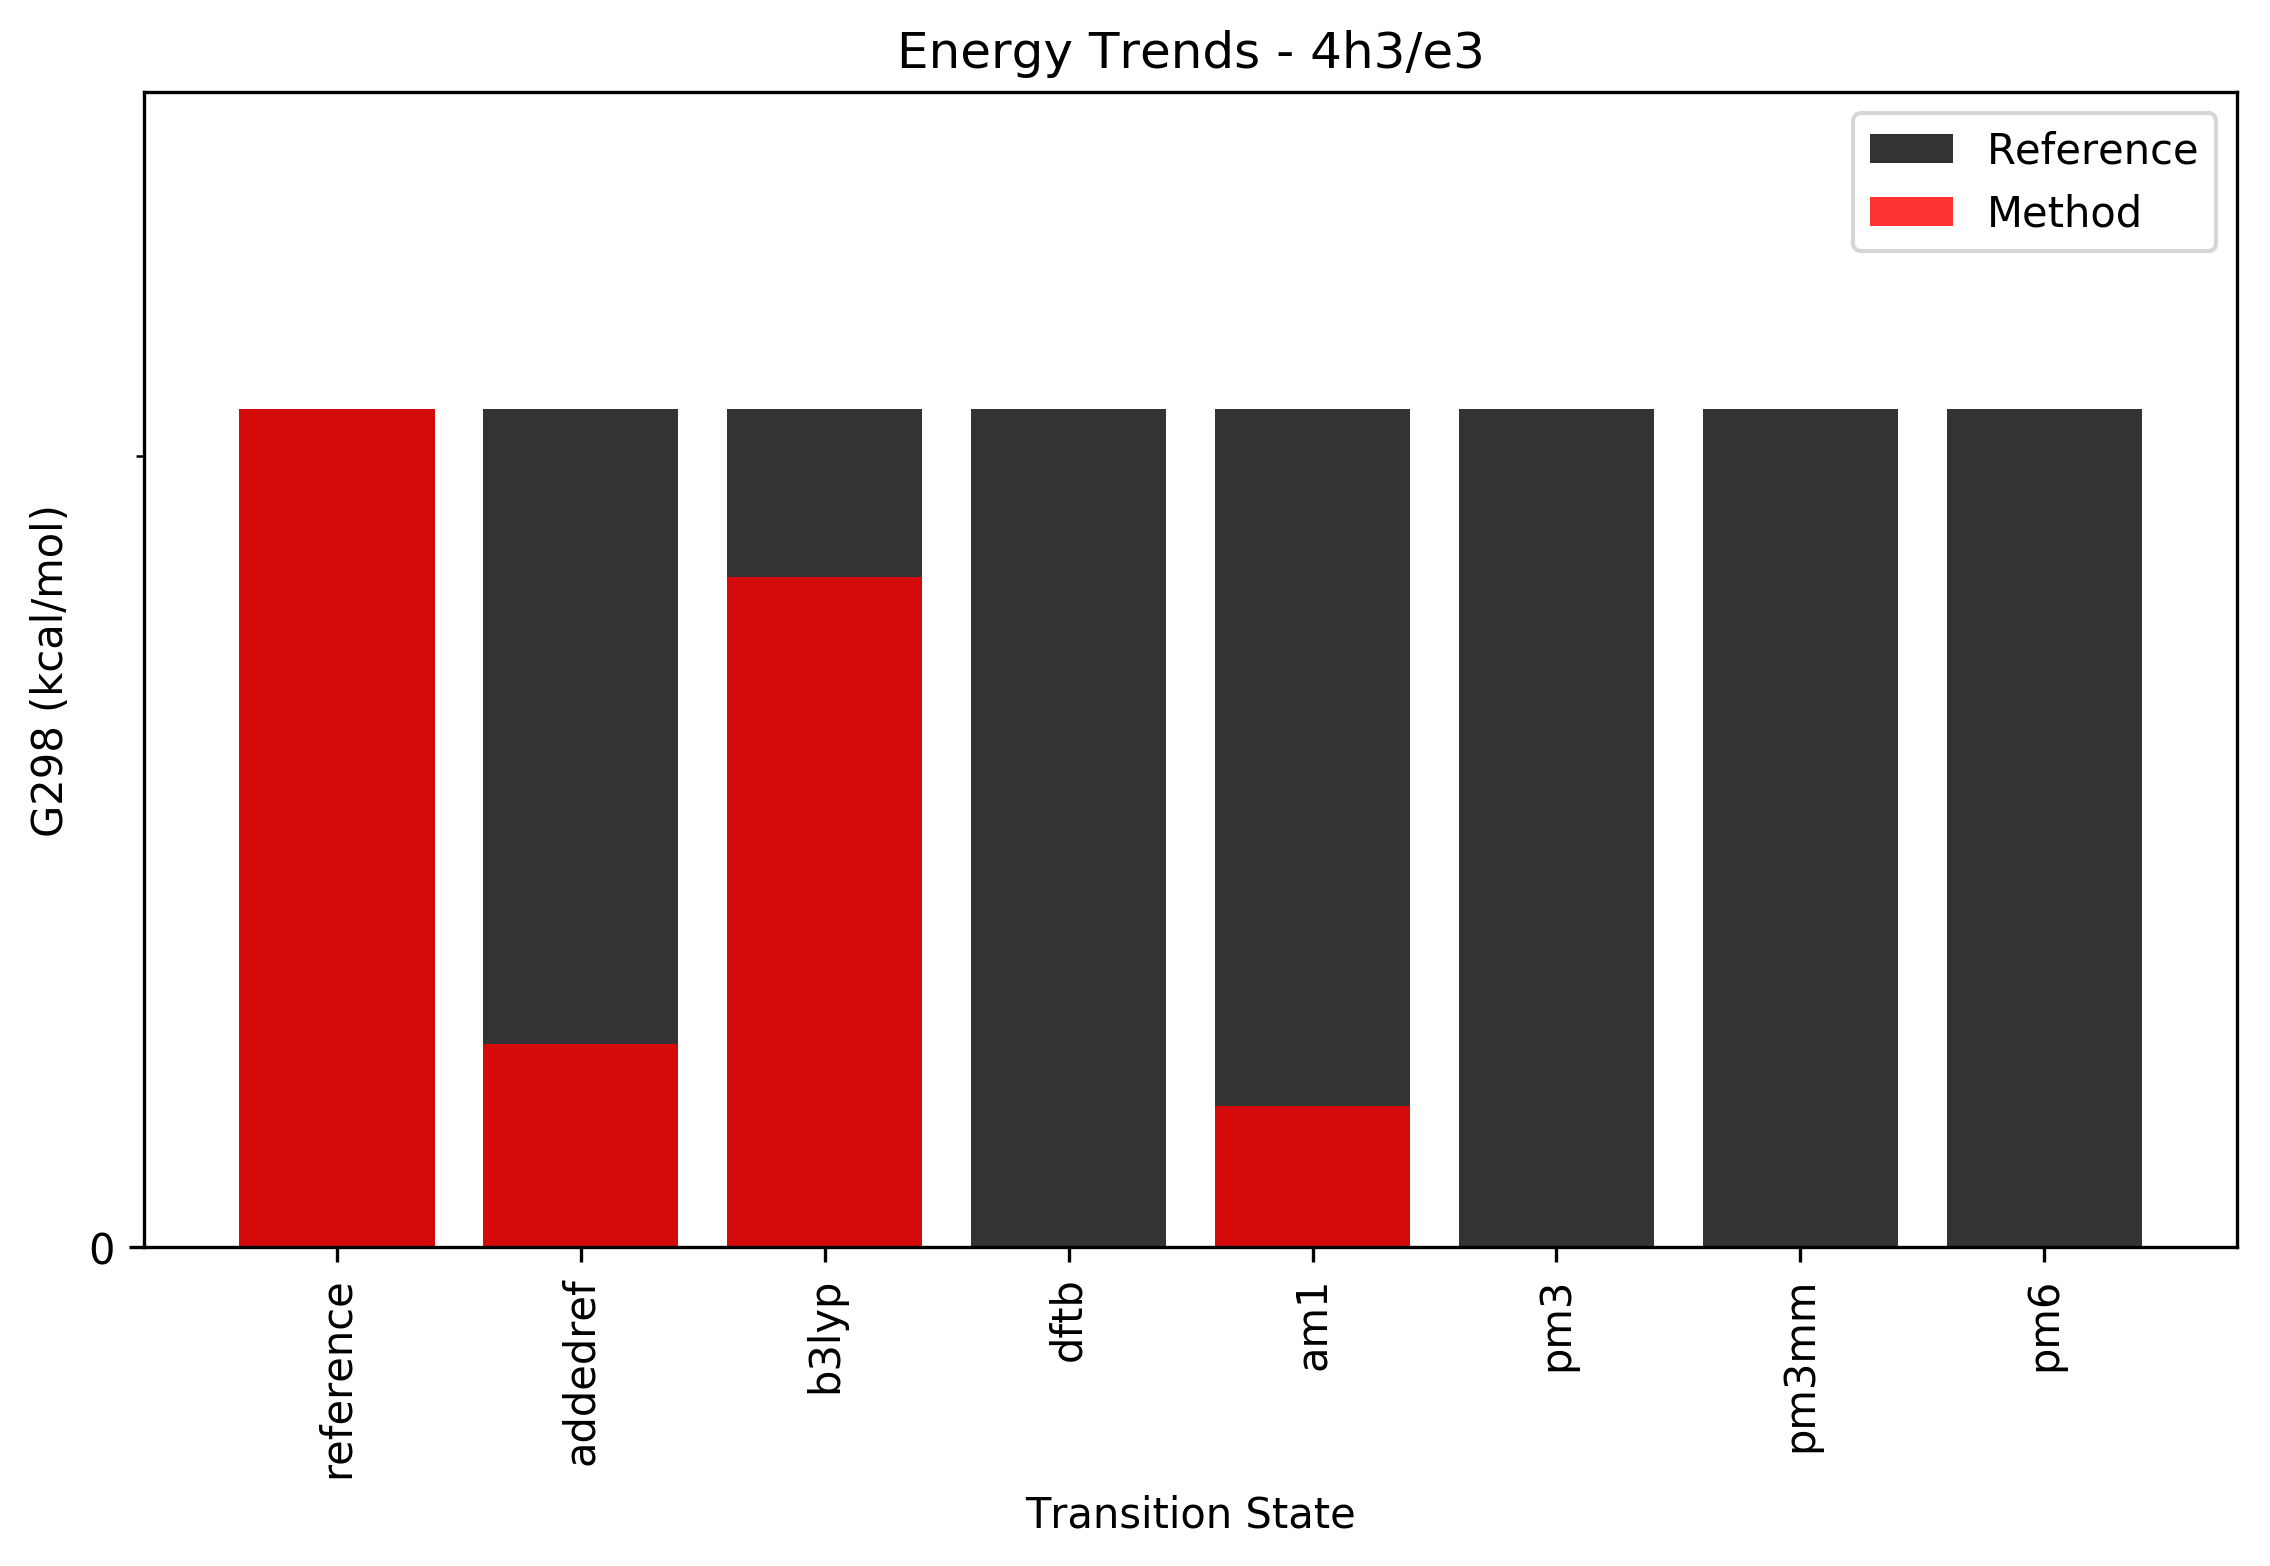 Energy Trends - 4h3/e3
Reference
Method
G298 (kcal/mol)
0
reference
addedref
b3lyp
dftb
am1
pm3
pm3mm
pm6
Transition State